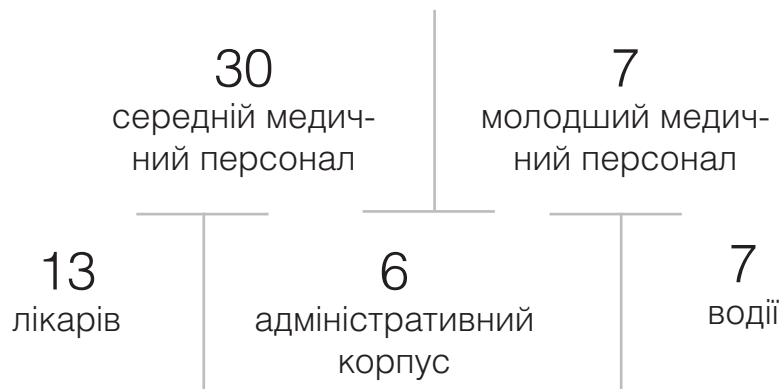 30
середній медич-
ний персонал
7
молодший медич-
ний персонал
13
лікарів
6
адміністративний
корпус
7
водії